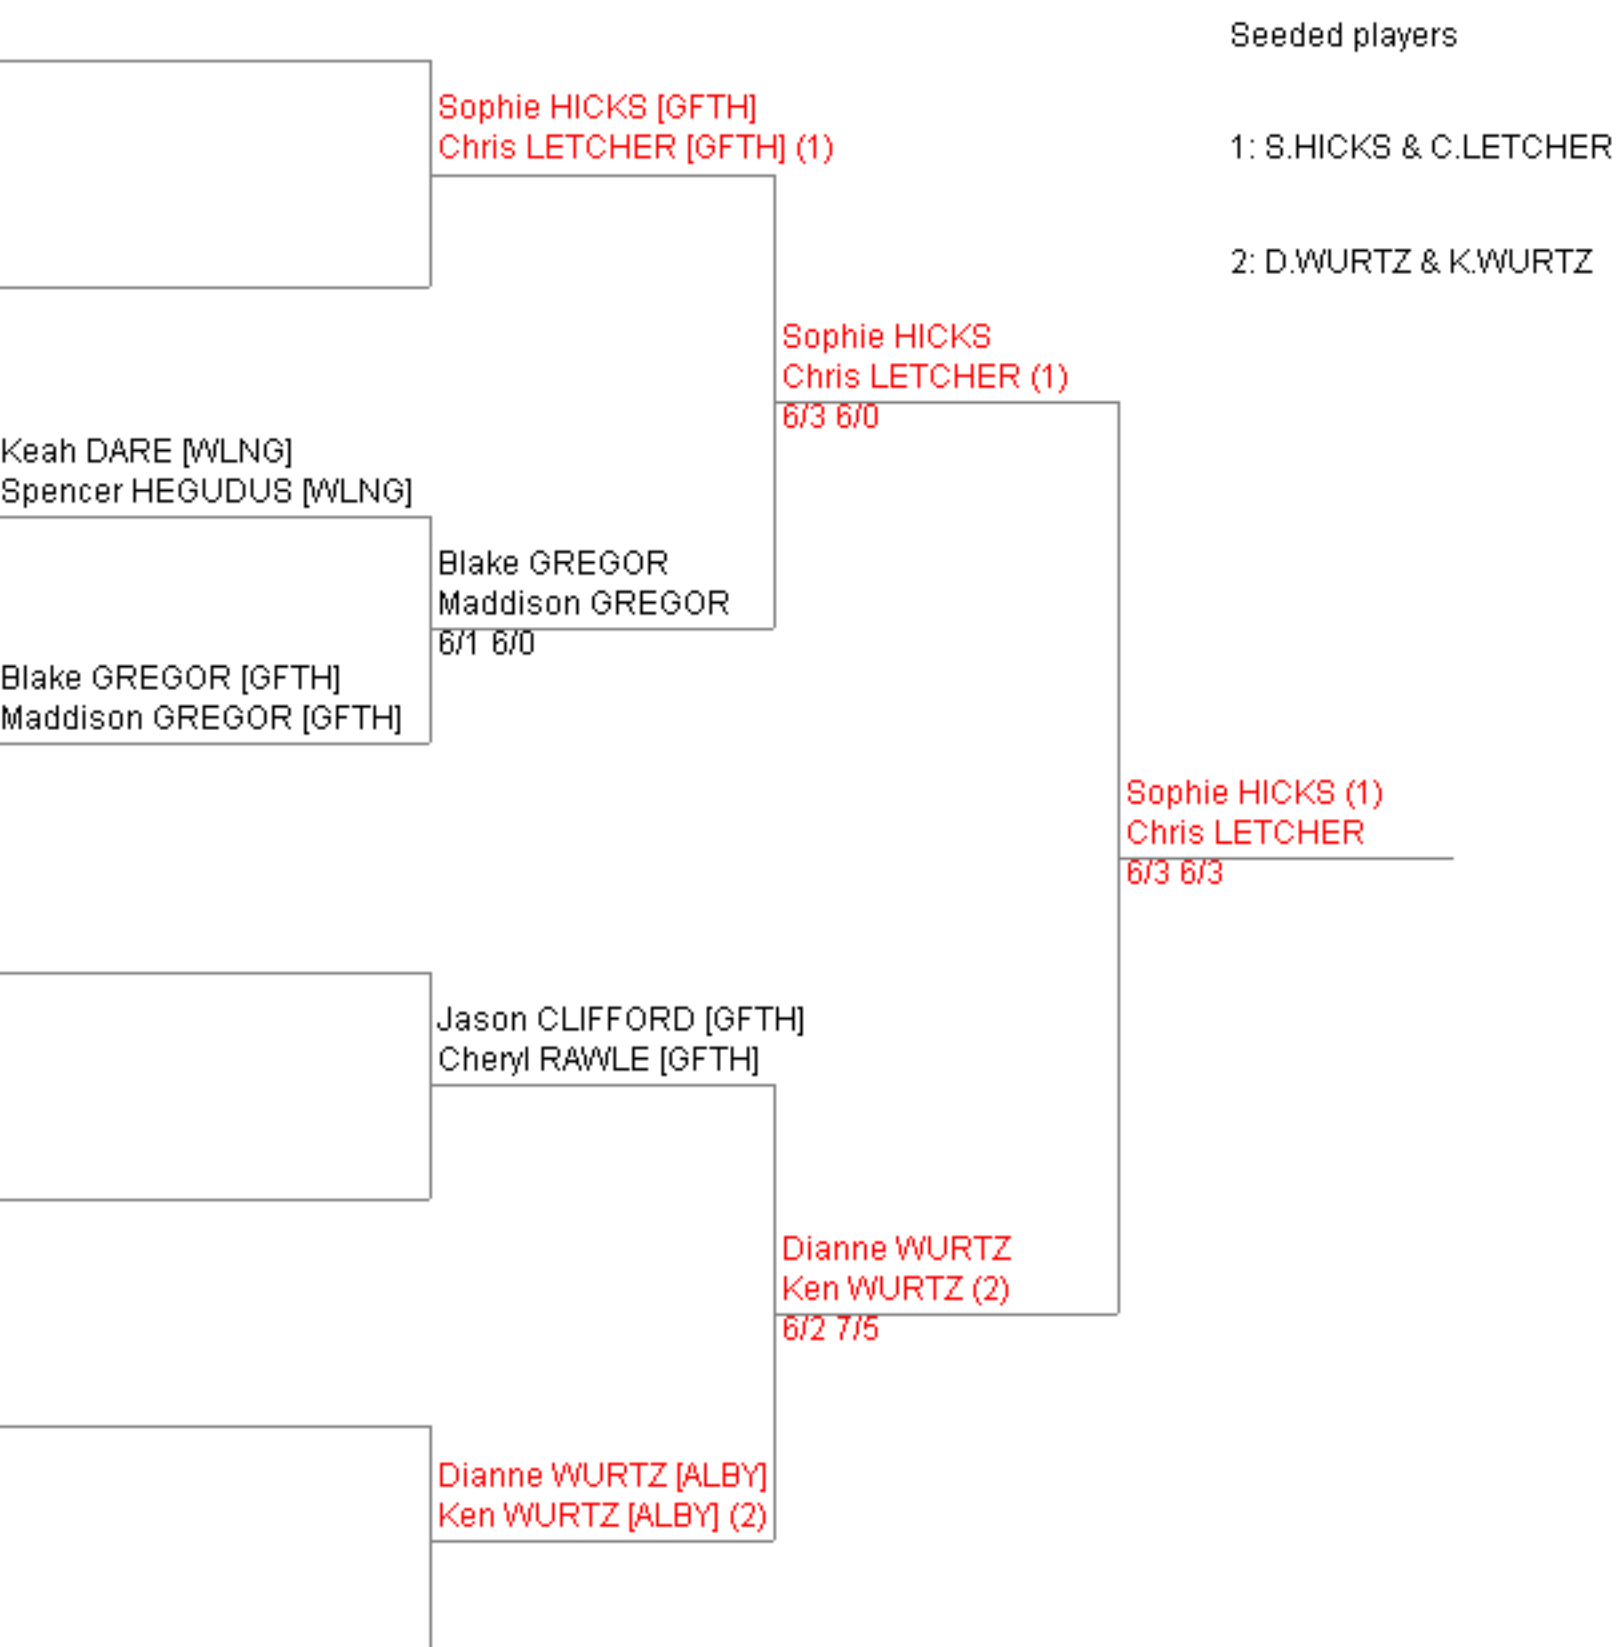 Seeded players
Sophie HICKS [GFTH]
Chris LETCHER [GFTH] (1)
1: S.HICKS & C.LETCHER
2: D.WURTZ & K.WURTZ
Sophie HICKS
Chris LETCHER (1)
6/3 6/0
Keah DARE [WLNG]
Spencer HEGUDUS [WLNG]
Blake GREGOR
Maddison GREGOR
6/1 6/0
Blake GREGOR [GFTH]
Maddison GREGOR [GFTH]
Sophie HICKS (1)
Chris LETCHER
6/3 6/3
Jason CLIFFORD [GFTH]
Cheryl RAWLE [GFTH]
Dianne WURTZ
Ken WURTZ (2)
6/2 7/5
Dianne WURTZ [ALBY]
Ken WURTZ [ALBY] (2)